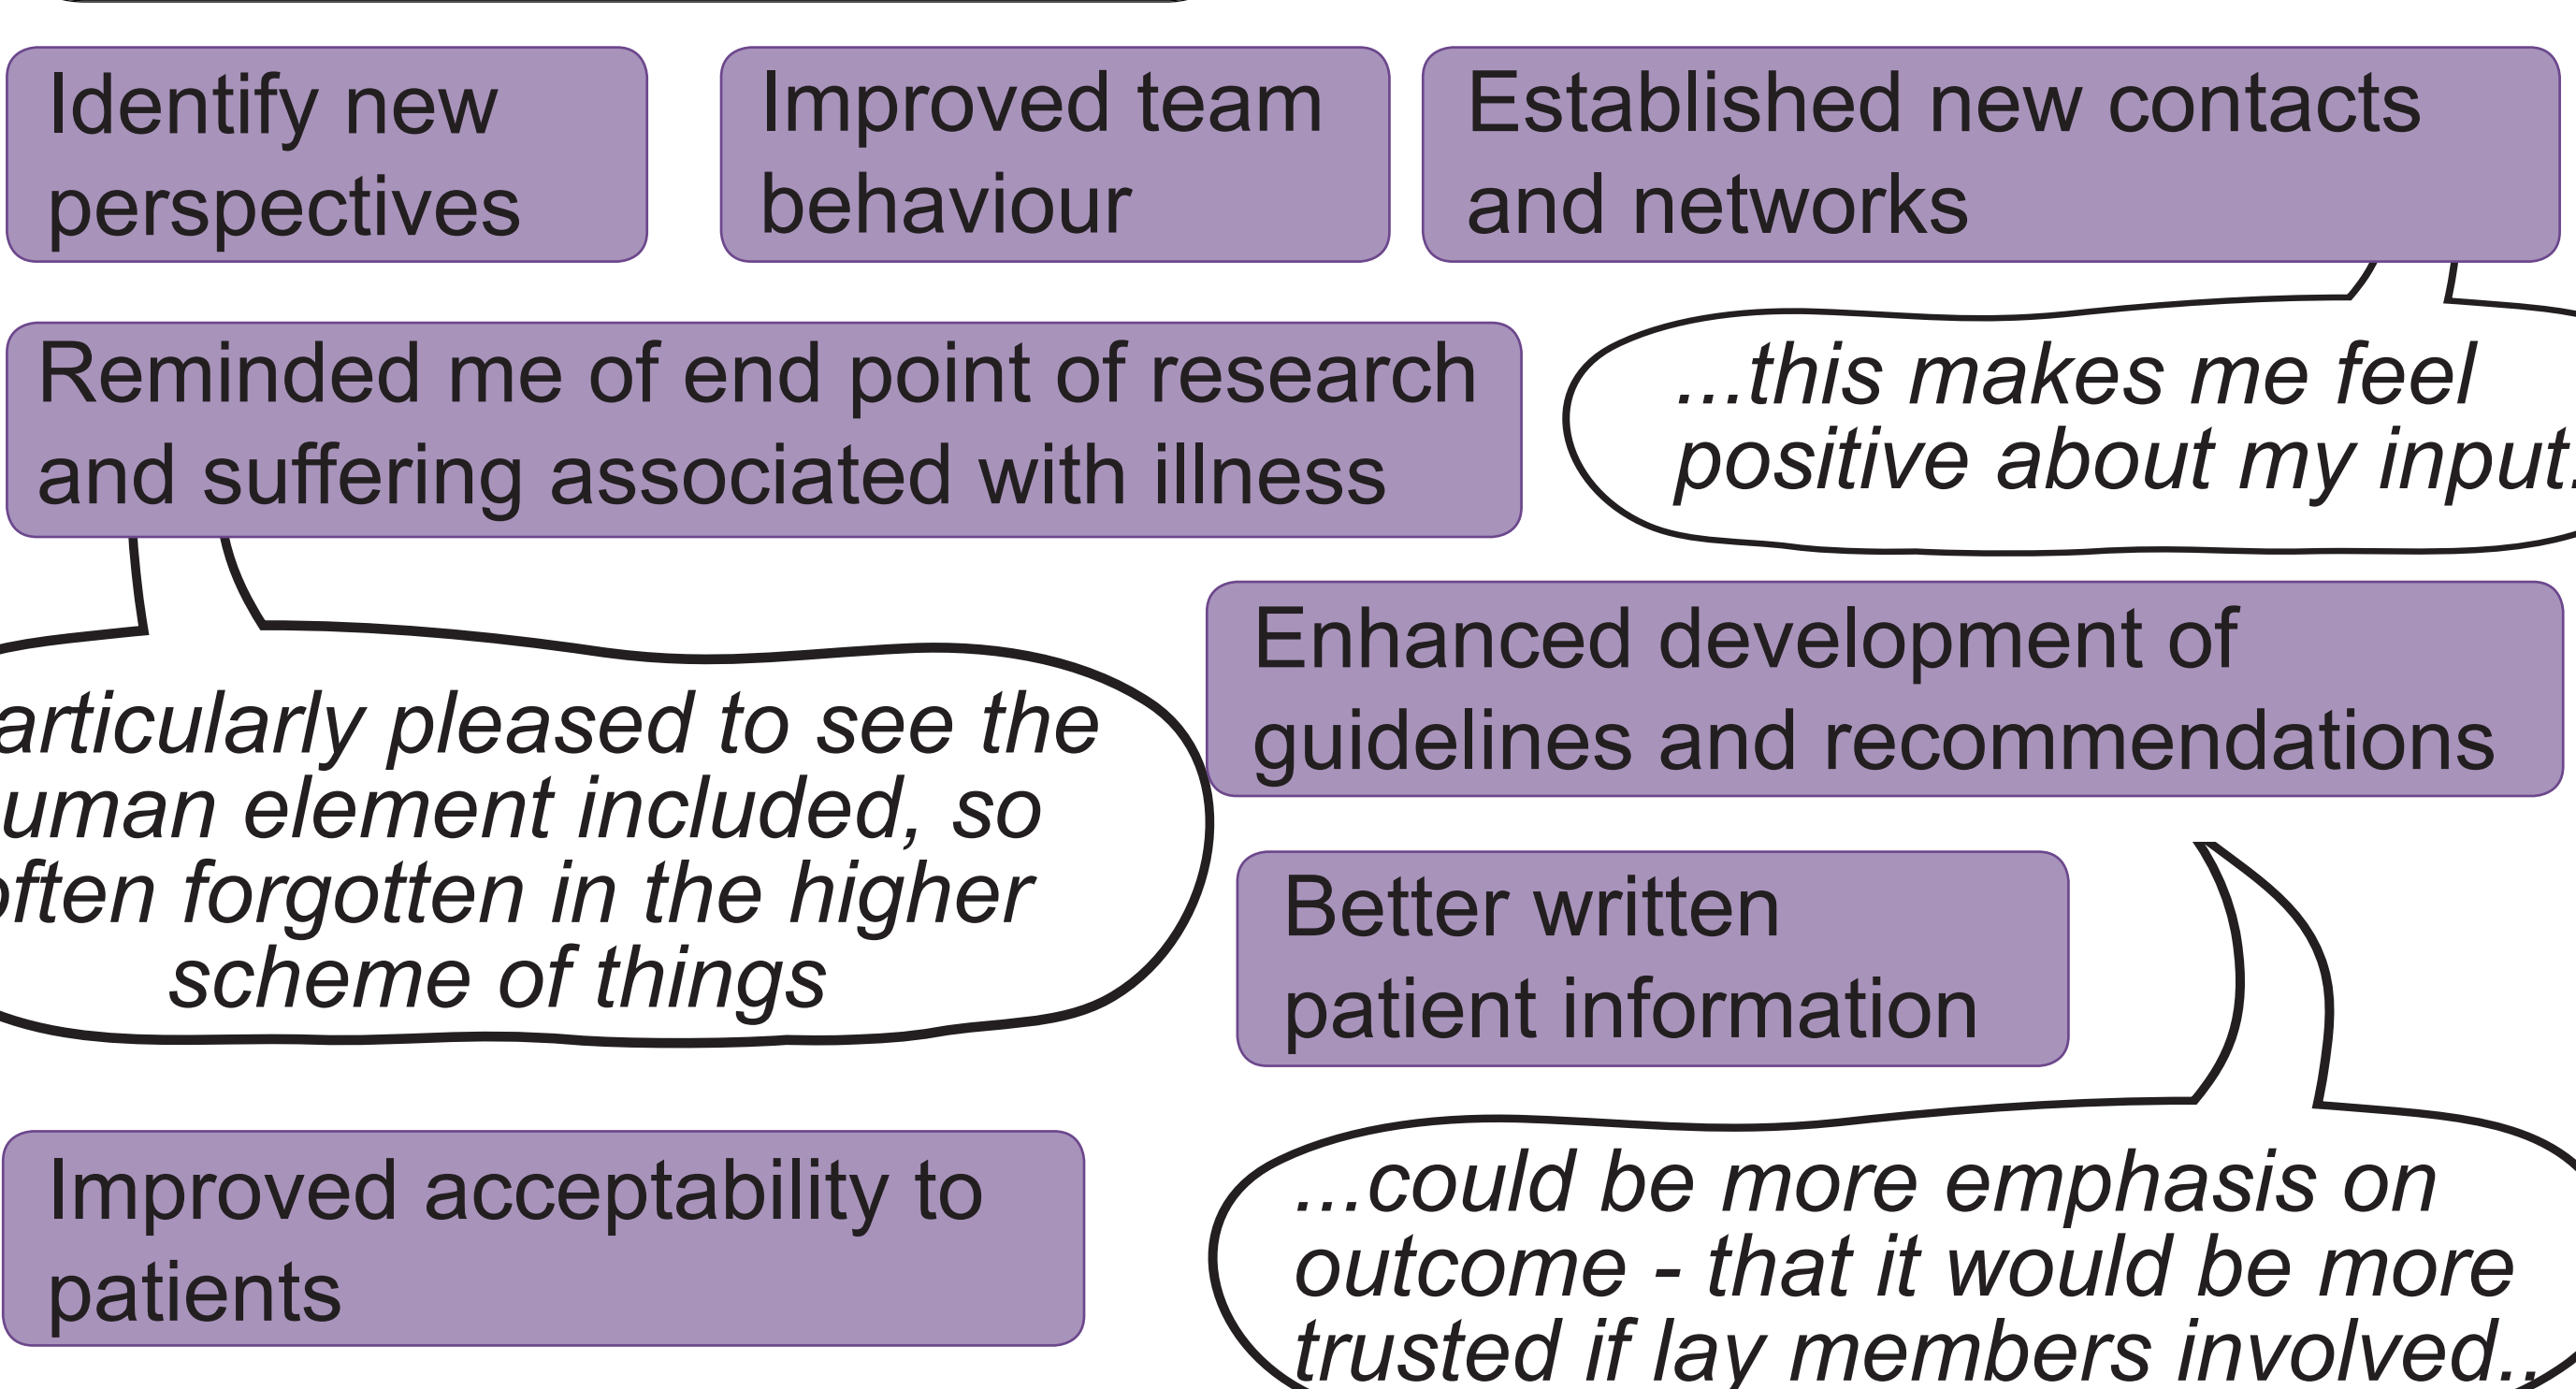 Identify new
perspectives
Improved team
behaviour
Established new contacts
and networks
Reminded me of end point of research
and suffering associated with illness
...this makes me feel
positive about my input.
articularly pleased to see the
uman element included, so
often forgotten in the higher
scheme of things
Enhanced development of
guidelines and recommendations
Better written
patient information
Improved acceptability to
patients
...could be more emphasis on
outcome - that it would be more
trusted if lay members involved..